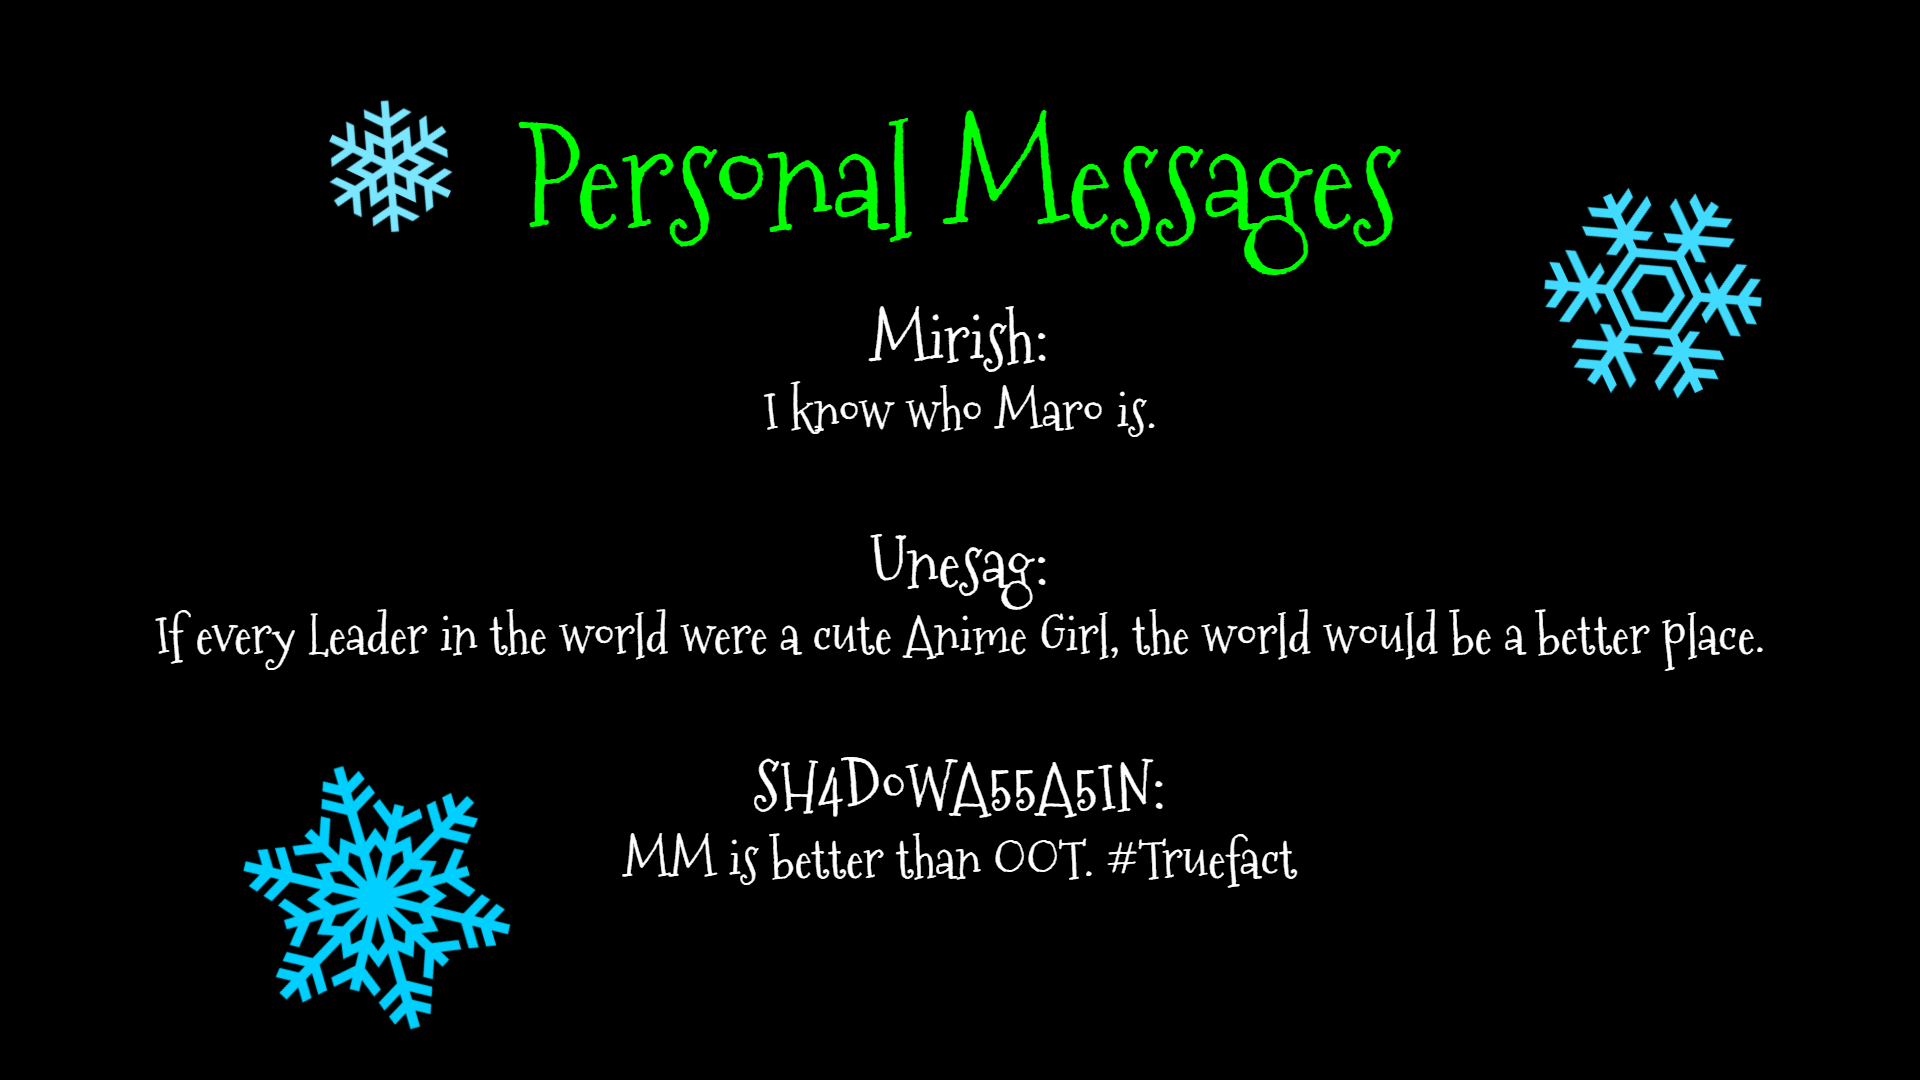 Personal Messages
Mirish:
I know who Maro is.
Unesag:
If every Leader in the world were a cute Anime Girl, the world would be a better place.
SH4DoWA55A5IN:
MM is better than OOT. #Truefact